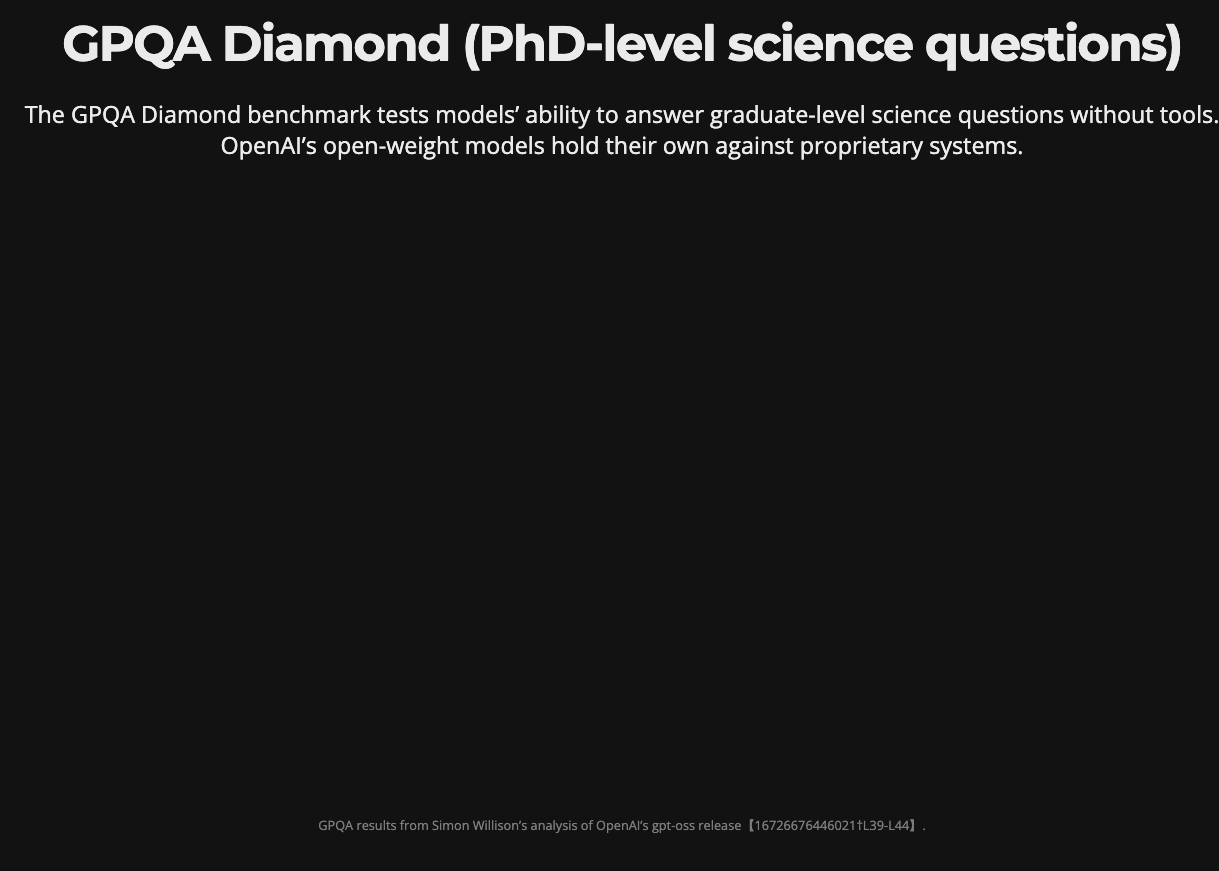 GPQA Diamond (PhD-level science questions)
The GPQA Diamond benchmark tests models’ ability to answer graduate-level science questions without tools.
OpenAI’s open-weight models hold their own against proprietary systems.
GPQA results from Simon Willison’s analysis of OpenAI’s gpt-oss release【16726676446021†L39-L44】.